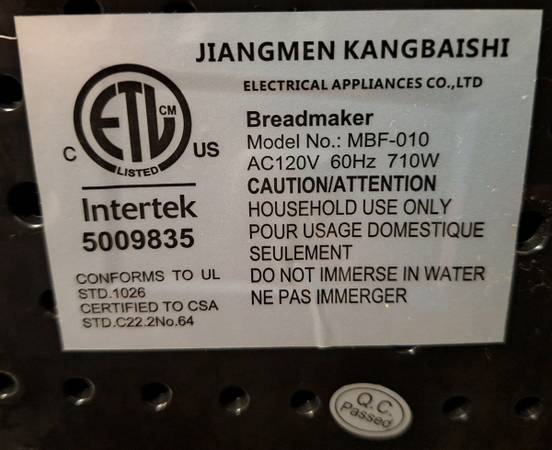 JIANGMEN KANGBAISHI
ELECTRICAL APPLIANCES CO.,LTD
ETL CM
LISTED
C US
Intertek
5009835
CONFORMS TO UL
STD.1026
CERTIFIED TO CSA
STD.C22.2No.64
Breadmaker
Model No.: MBF-010
AC120V 60Hz 710W
CAUTION/ATTENTION
HOUSEHOLD USE ONLY
POUR USAGE DOMESTIQUE
SEULEMENT
DO NOT IMMERSE IN WATER
NE PAS IMMERGER
Q.C.
Passed